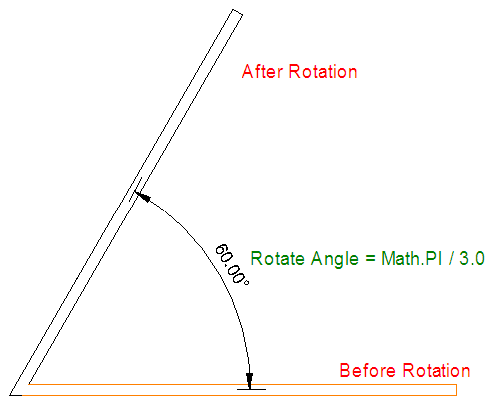 After Rotation
60.00°
Rotate Angle = Math.PI / 3.0
Before Rotation